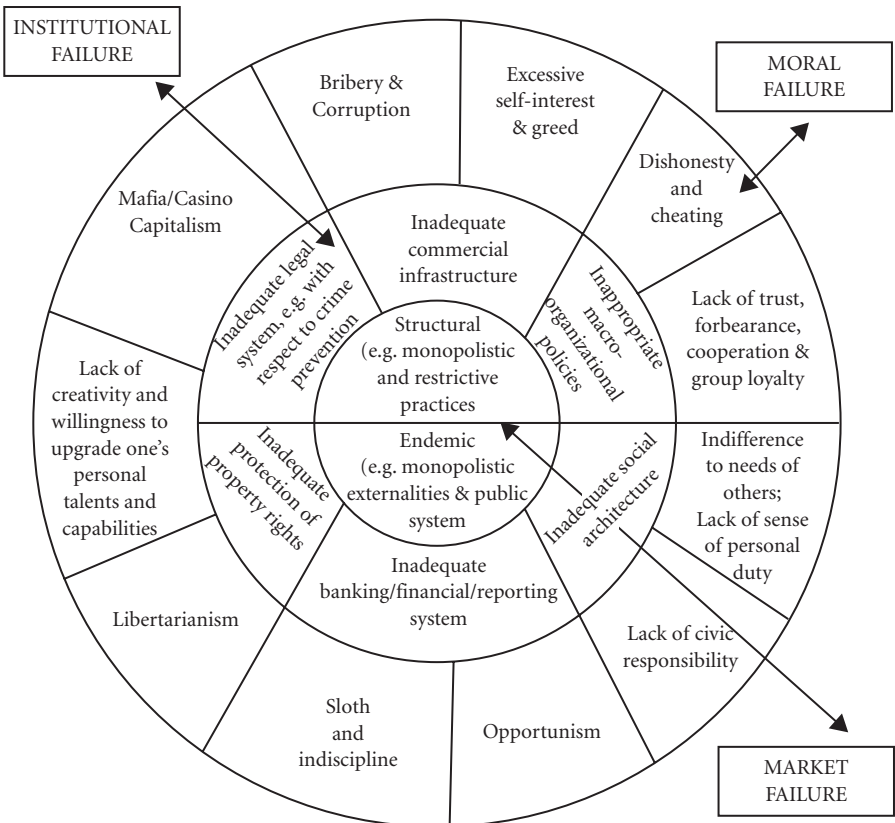 INSTITUTIONAL
FAILURE
MORAL
FAILURE
Bribery &
Corruption
Excessive
self-interest
& greed
Dishonesty
and
cheating
Mafia/Casino
Capitalism
Inadequate legal
system, e.g. with
respect to crime
prevention
Inadequate
commercial
infrastructure
Inappropriate
macro-
organizational
policies
Lack of trust,
forbearance,
cooperation &
group loyalty
Structural
(e.g. monopolistic
and restrictive
practices
Lack of
creativity and
willingness to
upgrade one's
personal
talents and
capabilities
Inadequate
protection of
property rights
Endemic
(e.g. monopolistic
externalities & public
system
Inadequate social
architecture
Indifference
to needs of
others;
Lack of sense
of personal
duty
Inadequate
banking/financial/reporting
system
Libertarianism
Lack of civic
responsibility
Sloth
and
indiscipline
Opportunism
MARKET
FAILURE